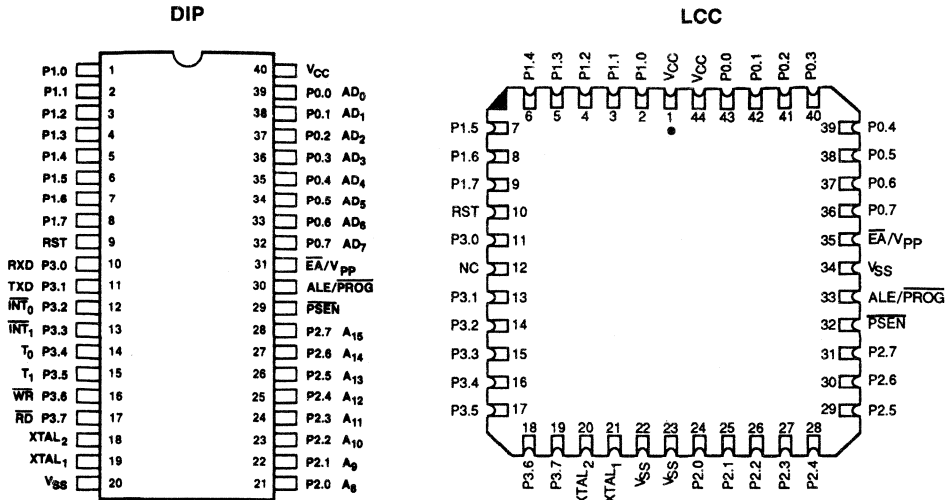 DIP
P1.0 1 40 VCC
P1.1 2 39 P0.0 AD0
P1.2 3 38 P0.1 AD1
P1.3 4 37 P0.2 AD2
P1.4 5 36 P0.3 AD3
P1.5 6 35 P0.4 AD4
P1.6 7 34 P0.5 AD5
P1.7 8 33 P0.6 AD6
RST 9 32 P0.7 AD7
RXD P3.0 10 31 E̅A̅/VPP
TXD P3.1 11 30 ALE/P̅R̅O̅G̅
I̅N̅T̅0 P3.2 12 29 P̅S̅E̅N̅
I̅N̅T̅1 P3.3 13 28 P2.7 A15
T0 P3.4 14 27 P2.6 A14
T1 P3.5 15 26 P2.5 A13
W̅R̅ P3.6 16 25 P2.4 A12
R̅D̅ P3.7 17 24 P2.3 A11
XTAL2 18 23 P2.2 A10
XTAL1 19 22 P2.1 A9
VSS 20 21 P2.0 A8
LCC
P1.4 P1.3 P1.2 P1.1 P1.0 VCC VCC P0.0 P0.1 P0.2 P0.3
6 5 4 3 2 1 44 43 42 41 40
P1.5 7 39 P0.4
P1.6 8 38 P0.5
P1.7 9 37 P0.6
RST 10 36 P0.7
P3.0 11 35 E̅A̅/VPP
NC 12 34 VSS
P3.1 13 33 ALE/P̅R̅O̅G̅
P3.2 14 32 P̅S̅E̅N̅
P3.3 15 31 P2.7
P3.4 16 30 P2.6
P3.5 17 29 P2.5
18 19 20 21 22 23 24 25 26 27 28
P3.6 P3.7 XTAL2 XTAL1 VSS VSS P2.0 P2.1 P2.2 P2.3 P2.4